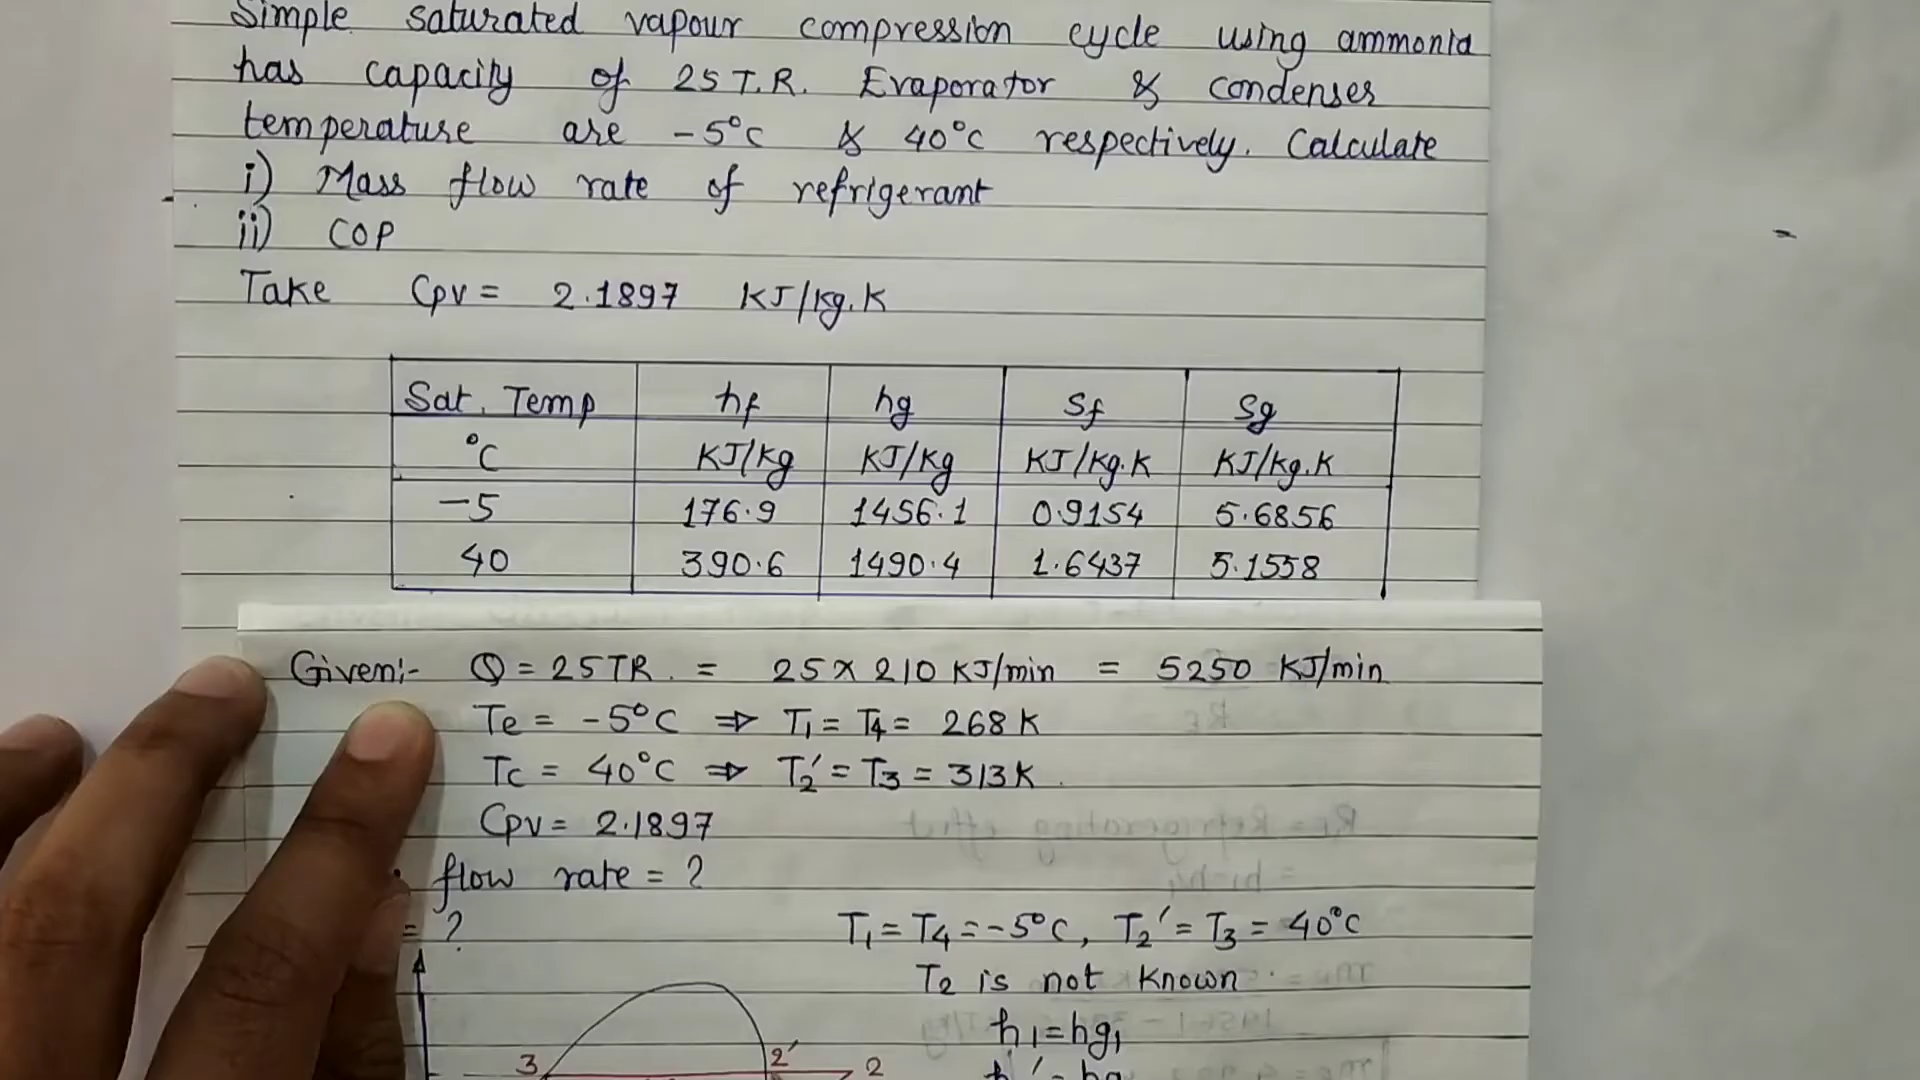 Simple saturated vapour compression cycle using ammonia
has capacity of 25 T.R. Evaporator & condenser
temperature are -5°C & 40°C respectively. Calculate
i) Mass flow rate of refrigerant
ii) COP
Take Cpv = 2.1897 KJ/kg.K
Sat. Temp hf hg Sf Sg
°C KJ/kg KJ/kg KJ/kg.K KJ/kg.K
-5 176.9 1456.1 0.9154 5.6856
40 390.6 1490.4 1.6437 5.1558
Given:- Q = 25TR. = 25 x 210 KJ/min = 5250 KJ/min
Te = -5°C ⇒ T1 = T4 = 268 K
Tc = 40°C ⇒ T2' = T3 = 313K.
Cpv = 2.1897
flow rate = ?
= ?
T1 = T4 = -5°C, T2' = T3 = 40°C
T2 is not known.
h1 = hg1
3 2' 2